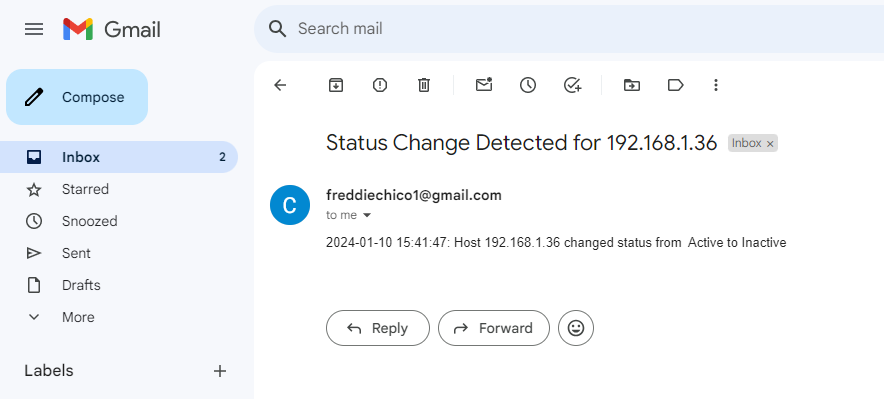 Gmail
Search mail
Compose
Inbox 2
Starred
Snoozed
Sent
Drafts
More
Labels
Status Change Detected for 192.168.1.36 Inbox ×
C
freddiechico1@gmail.com
to me
2024-01-10 15:41:47: Host 192.168.1.36 changed status from  Active to Inactive
Reply Forward